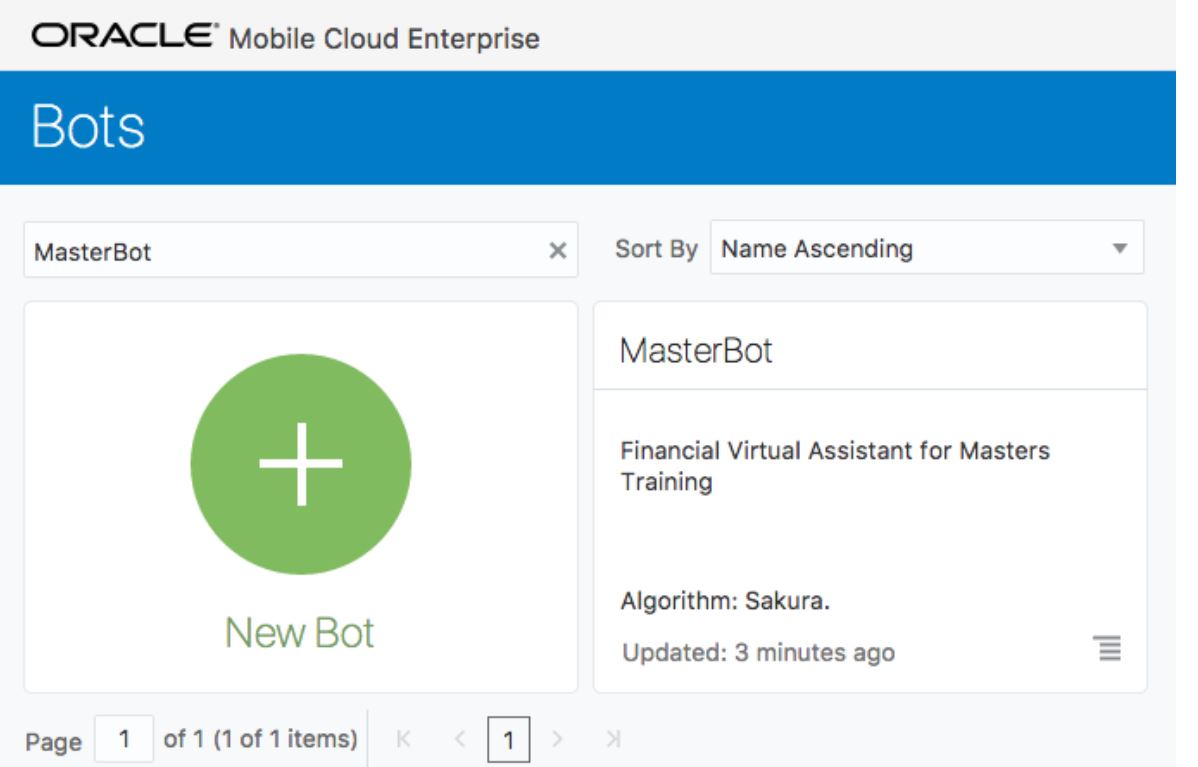 ORACLE® Mobile Cloud Enterprise
Bots
MasterBot
Sort By Name Ascending
New Bot
MasterBot
Financial Virtual Assistant for Masters
Training
Algorithm: Sakura.
Updated: 3 minutes ago
Page 1 of 1 (1 of 1 items) 1